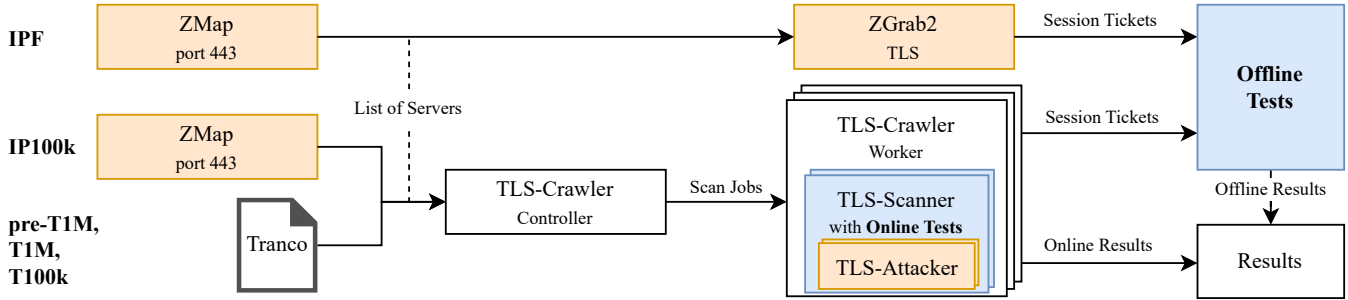 IPF
ZMap
port 443
ZGrab2
TLS
Session Tickets
Offline
Tests
List of Servers
IP100k
ZMap
port 443
TLS-Crawler
Worker
Session Tickets
TLS-Crawler
Controller
Scan Jobs
TLS-Scanner
with Online Tests
TLS-Attacker
Offline Results
pre-T1M,
T1M,
T100k
Tranco
Online Results
Results